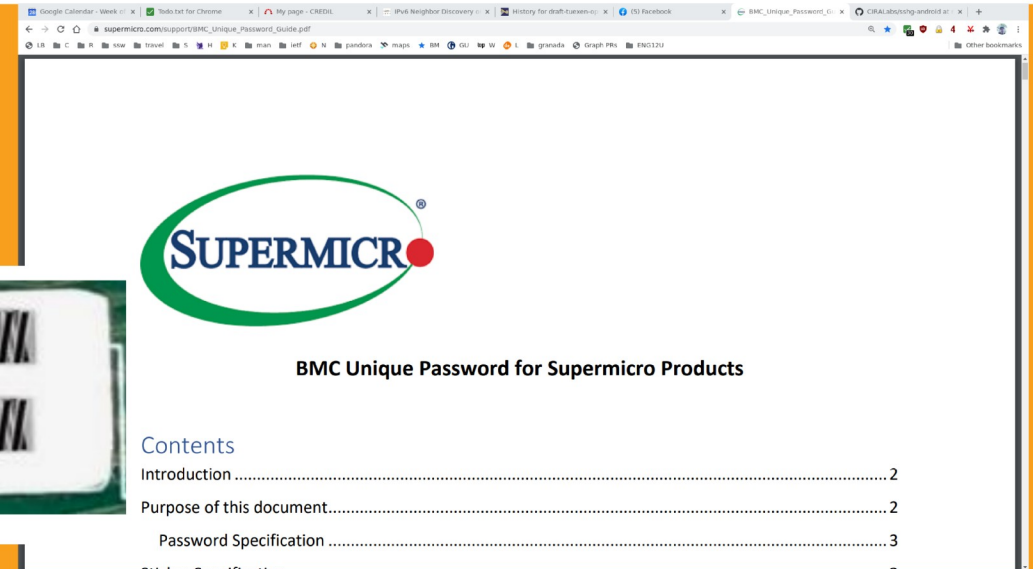 Google Calendar - Week of
Todo.txt for Chrome
My page - CREDIL
IPv6 Neighbor Discovery
History for draft-tuexen-op
(5) Facebook
BMC_Unique_Password_G
CIRALabs/sshg-android at
supermicro.com/support/BMC_Unique_Password_Guide.pdf
LR C R ssw travel S H K man ietf N pandora maps BM GU W L granada Graph PRs ENG12U Other bookmarks
SUPERMICRO®
BMC Unique Password for Supermicro Products
Contents
Introduction 2
Purpose of this document 2
Password Specification 3